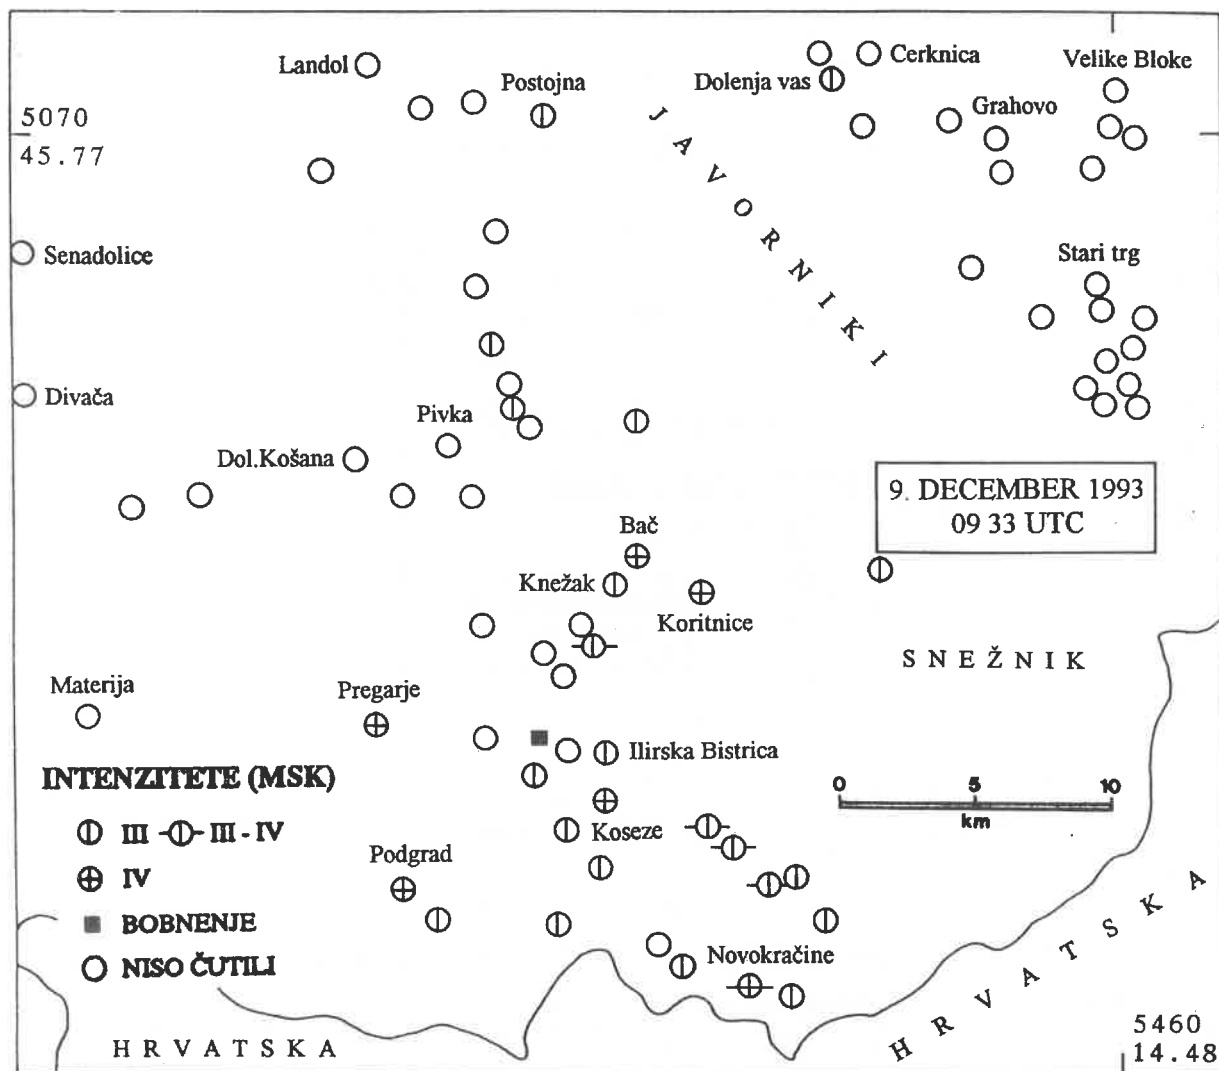 Landol
Postojna
Cerknica
Dolenja vas
Velike Bloke
Grahovo
5070
45.77
J A V O R N I K I
Senadolice
Stari trg
Divača
Pivka
Dol.Košana
9. DECEMBER 1993
09 33 UTC
Bač
Knežak
Koritnice
S N E Ž N I K
Materija
Pregarje
Ilirska Bistrica
INTENZITETE (MSK)
III III - IV
IV
BOBNENJE
NISO ČUTILI
0 5 10
km
Koseze
Podgrad
Novokračine
H R V A T S K A
H R V A T S K A
5460
14.48